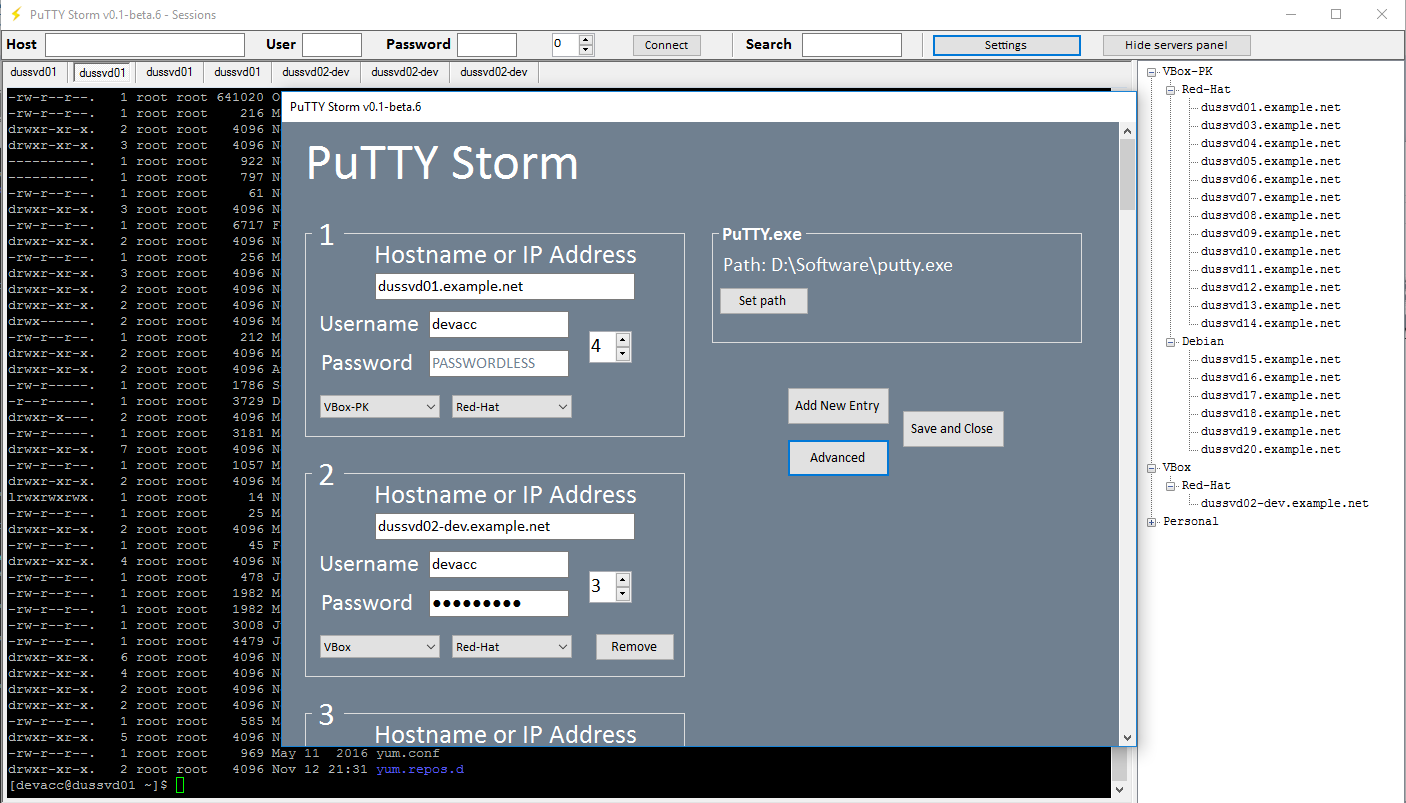 PuTTY Storm v0.1-beta.6 - Sessions
Host User Password 0 Connect Search Settings Hide servers panel
dussvd01 dussvd01 dussvd01 dussvd01 dussvd02-dev dussvd02-dev dussvd02-dev
-rw-r--r--. 1 root root 641020
-rw-r--r--. 1 root root 216
drwxr-xr-x. 2 root root 4096
drwxr-xr-x. 3 root root 4096
----------. 1 root root 922
----------. 1 root root 797
-rw-r--r--. 1 root root 61
drwxr-xr-x. 3 root root 4096
-rw-r--r--. 1 root root 6717
drwxr-xr-x. 2 root root 4096
-rw-r--r--. 1 root root 256
drwxr-xr-x. 3 root root 4096
drwxr-xr-x. 2 root root 4096
drwxr-xr-x. 2 root root 4096
drwx------. 2 root root 4096
-rw-r--r--. 1 root root 212
drwxr-xr-x. 2 root root 4096
drwxr-xr-x. 2 root root 4096
-rw-r-----. 1 root root 1786
-r--r-----. 1 root root 3729
drwxr-x---. 2 root root 4096
-rw-r-----. 1 root root 3181
drwxr-xr-x. 7 root root 4096
-rw-r--r--. 1 root root 1057
drwxr-xr-x. 2 root root 4096
lrwxrwxrwx. 1 root root 14
-rw-r--r--. 1 root root 25
drwxr-xr-x. 2 root root 4096
-rw-r--r--. 1 root root 45
drwxr-xr-x. 4 root root 4096
-rw-r--r--. 1 root root 478
-rw-r--r--. 1 root root 1982
-rw-r--r--. 1 root root 1982
-rw-r--r--. 1 root root 3008
-rw-r--r--. 1 root root 4479
drwxr-xr-x. 6 root root 4096
drwxr-xr-x. 4 root root 4096
drwxr-xr-x. 2 root root 4096
drwxr-xr-x. 2 root root 4096
-rw-r--r--. 1 root root 585
drwxr-xr-x. 5 root root 4096
-rw-r--r--. 1 root root 969 May 11 2016 yum.conf
drwxr-xr-x. 2 root root 4096 Nov 12 21:31 yum.repos.d
[devacc@dussvd01 ~]$
PuTTY Storm v0.1-beta.6
PuTTY Storm
1
Hostname or IP Address
dussvd01.example.net
Username devacc
4
Password PASSWORDLESS
VBox-PK Red-Hat
2
Hostname or IP Address
dussvd02-dev.example.net
Username devacc
3
Password ●●●●●●●●●
VBox Red-Hat Remove
3
Hostname or IP Address
PuTTY.exe
Path: D:\Software\putty.exe
Set path
Add New Entry
Save and Close
Advanced
VBox-PK
Red-Hat
dussvd01.example.net
dussvd03.example.net
dussvd04.example.net
dussvd05.example.net
dussvd06.example.net
dussvd07.example.net
dussvd08.example.net
dussvd09.example.net
dussvd10.example.net
dussvd11.example.net
dussvd12.example.net
dussvd13.example.net
dussvd14.example.net
Debian
dussvd15.example.net
dussvd16.example.net
dussvd17.example.net
dussvd18.example.net
dussvd19.example.net
dussvd20.example.net
VBox
Red-Hat
dussvd02-dev.example.net
Personal